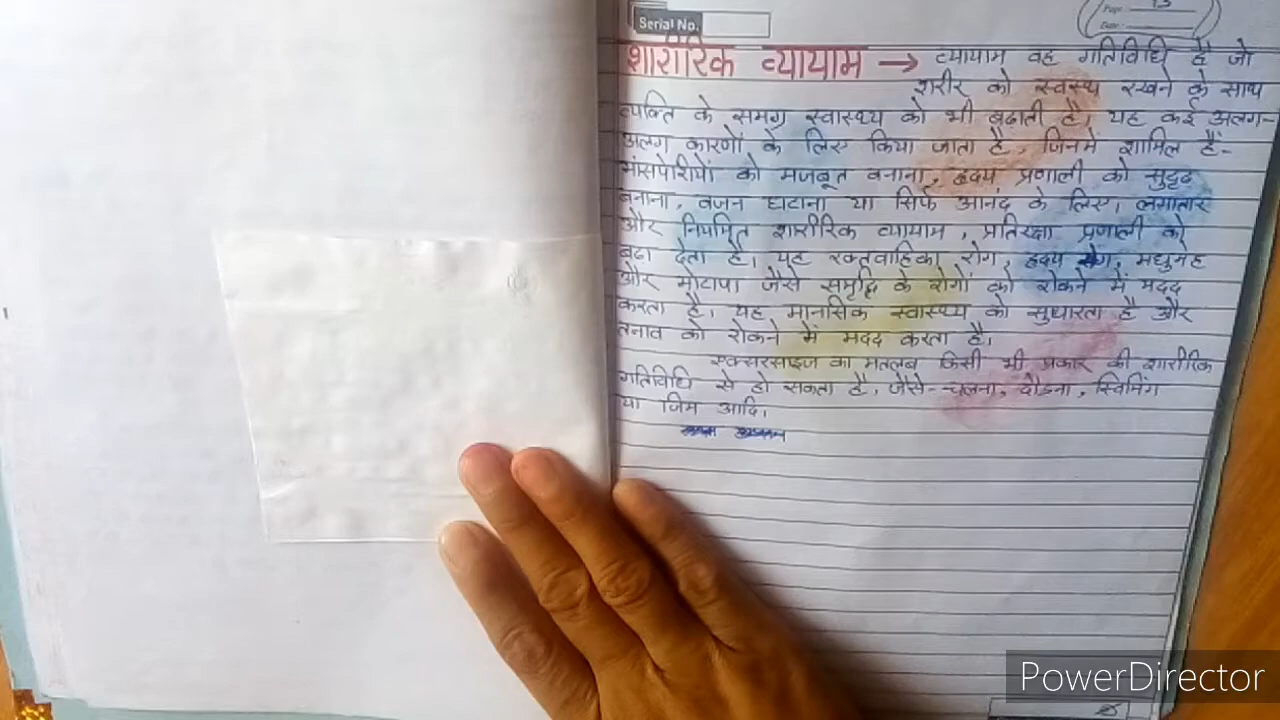 Serial No.
Page: 13
Date:
शारीरिक व्यायाम → व्यायाम वह गतिविधि है जो
शरीर को स्वस्थ रखने के साथ
व्यक्ति के समग्र स्वास्थ्य को भी बढ़ाती है। यह कई अलग-
अलग कारणों के लिए किया जाता है, जिनमें शामिल हैं-
मांसपेशियों को मजबूत बनाना, हृदय प्रणाली को सुदृढ़
बनाना, वजन घटाना या सिर्फ आनंद के लिए। लगातार
और नियमित शारीरिक व्यायाम, प्रतिरक्षा प्रणाली को
बढ़ा देता है। यह रक्तवाहिका रोग, हृदय रोग, मधुमेह
और मोटापा जैसे समृद्धि के रोगों को रोकने में मदद
करता है। यह मानसिक स्वास्थ्य को सुधारता है और
तनाव को रोकने में मदद करता है।
एक्सरसाइज का मतलब किसी भी प्रकार की शारीरिक
गतिविधि से हो सकता है, जैसे-चलना, दौड़ना, स्विमिंग
या जिम आदि।
PowerDirector